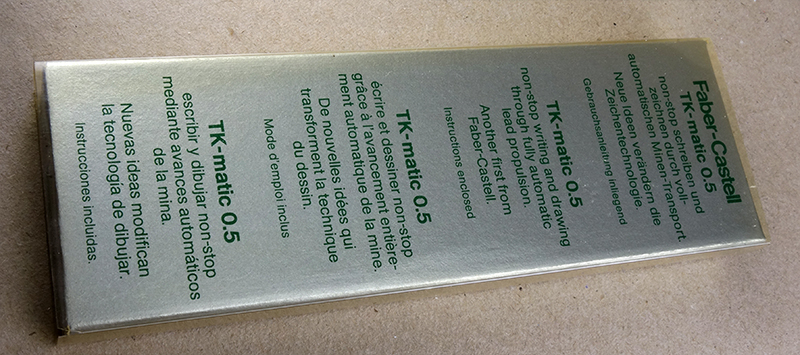 Faber-Castell
TK-matic 0.5
non-stop schreiben und
zeichnen durch voll-
automatischen Minen-Transport.
Neue Ideen verändern die
Zeichentechnologie.
Gebrauchsanleitung inliegend
TK-matic 0.5
non-stop writing and drawing
through fully automatic
lead propulsion.
Another first from
Faber-Castell.
Instructions enclosed
TK-matic 0.5
écrire et dessiner non-stop
grâce à l'avancement entière-
ment automatique de la mine.
De nouvelles idées qui
transforment la technique
du dessin.
Mode d'emploi inclus
TK-matic 0.5
escribir y dibujar non-stop
mediante avances automáticos
de la mina.
Nuevas ideas modifican
la tecnología de dibujar.
Instrucciones incluidas.